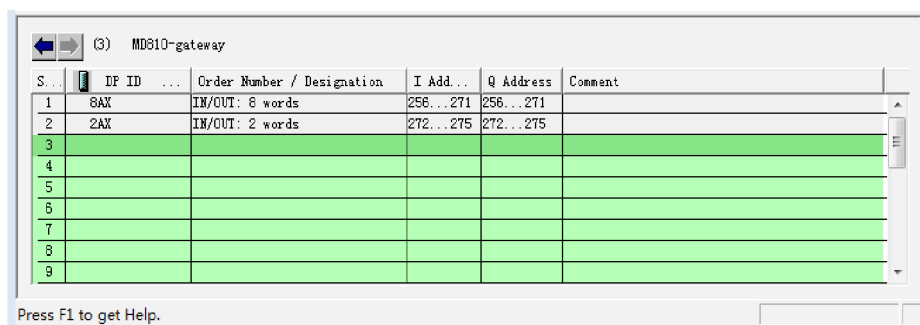 (3) MD810-gateway
S... DP ID ... Order Number / Designation I Add... Q Address Comment
1 8AX IN/OUT: 8 words 256...271 256...271
2 2AX IN/OUT: 2 words 272...275 272...275
3
4
5
6
7
8
9
Press F1 to get Help.